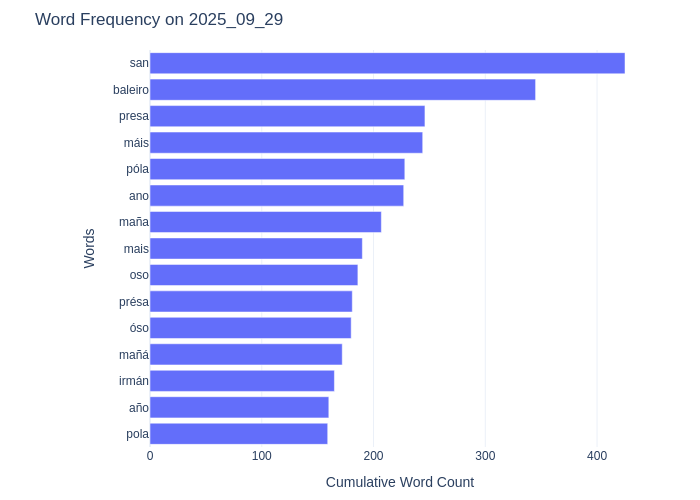 Word Frequency on 2025_09_29
san
baleiro
presa
máis
póla
ano
maña
mais
oso
présa
óso
mañá
irmán
año
pola
Words
0 100 200 300 400
Cumulative Word Count